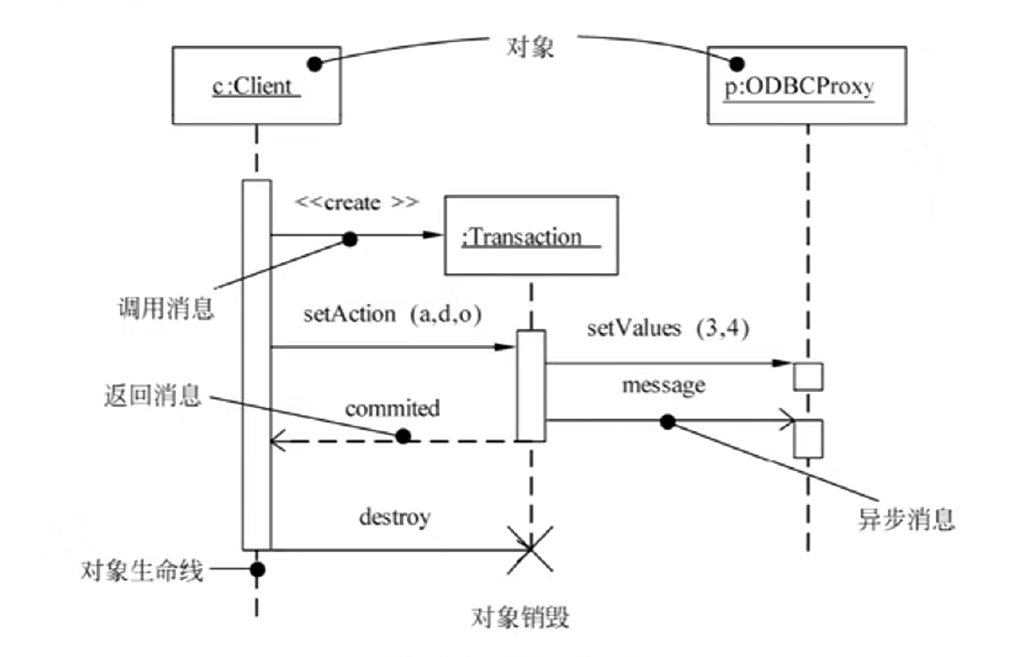 对象
c:Client
p:ODBCProxy
<<create >>
:Transaction
调用消息
setAction (a,d,o)
setValues (3,4)
返回消息
message
commited
destroy
异步消息
对象生命线
对象销毁